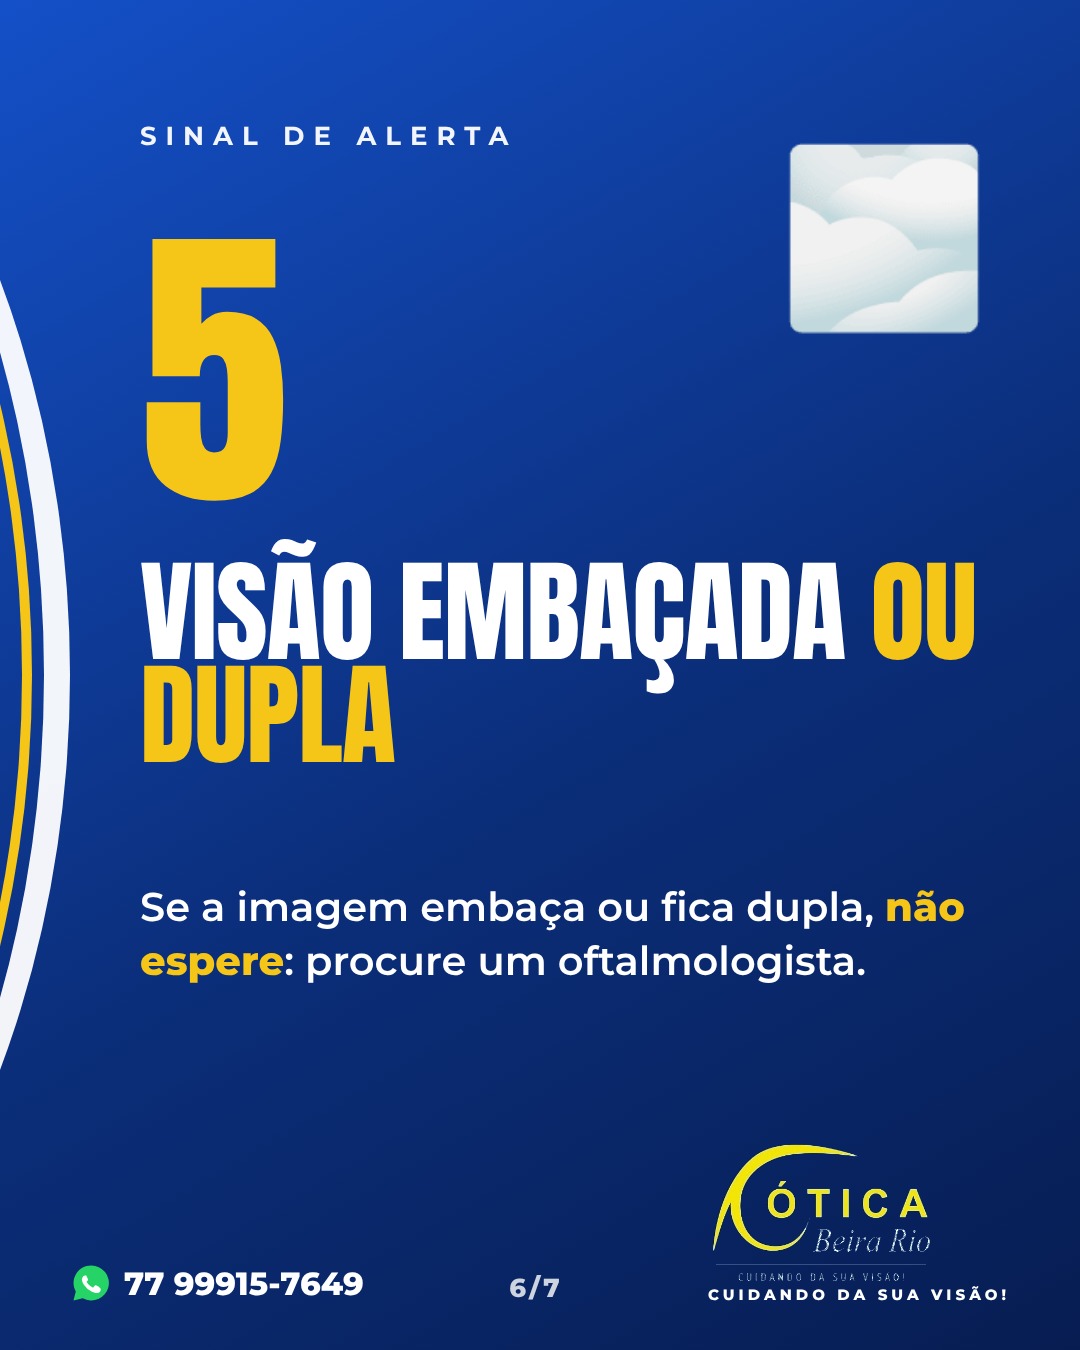 SINAL DE ALERTA
5
VISÃO EMBAÇADA OU
DUPLA
Se a imagem embaça ou fica dupla, não
espere: procure um oftalmologista.
ÓTICA
Beira Rio
CUIDANDO DA SUA VISÃO!
CUIDANDO DA SUA VISÃO!
77 99915-7649
6/7